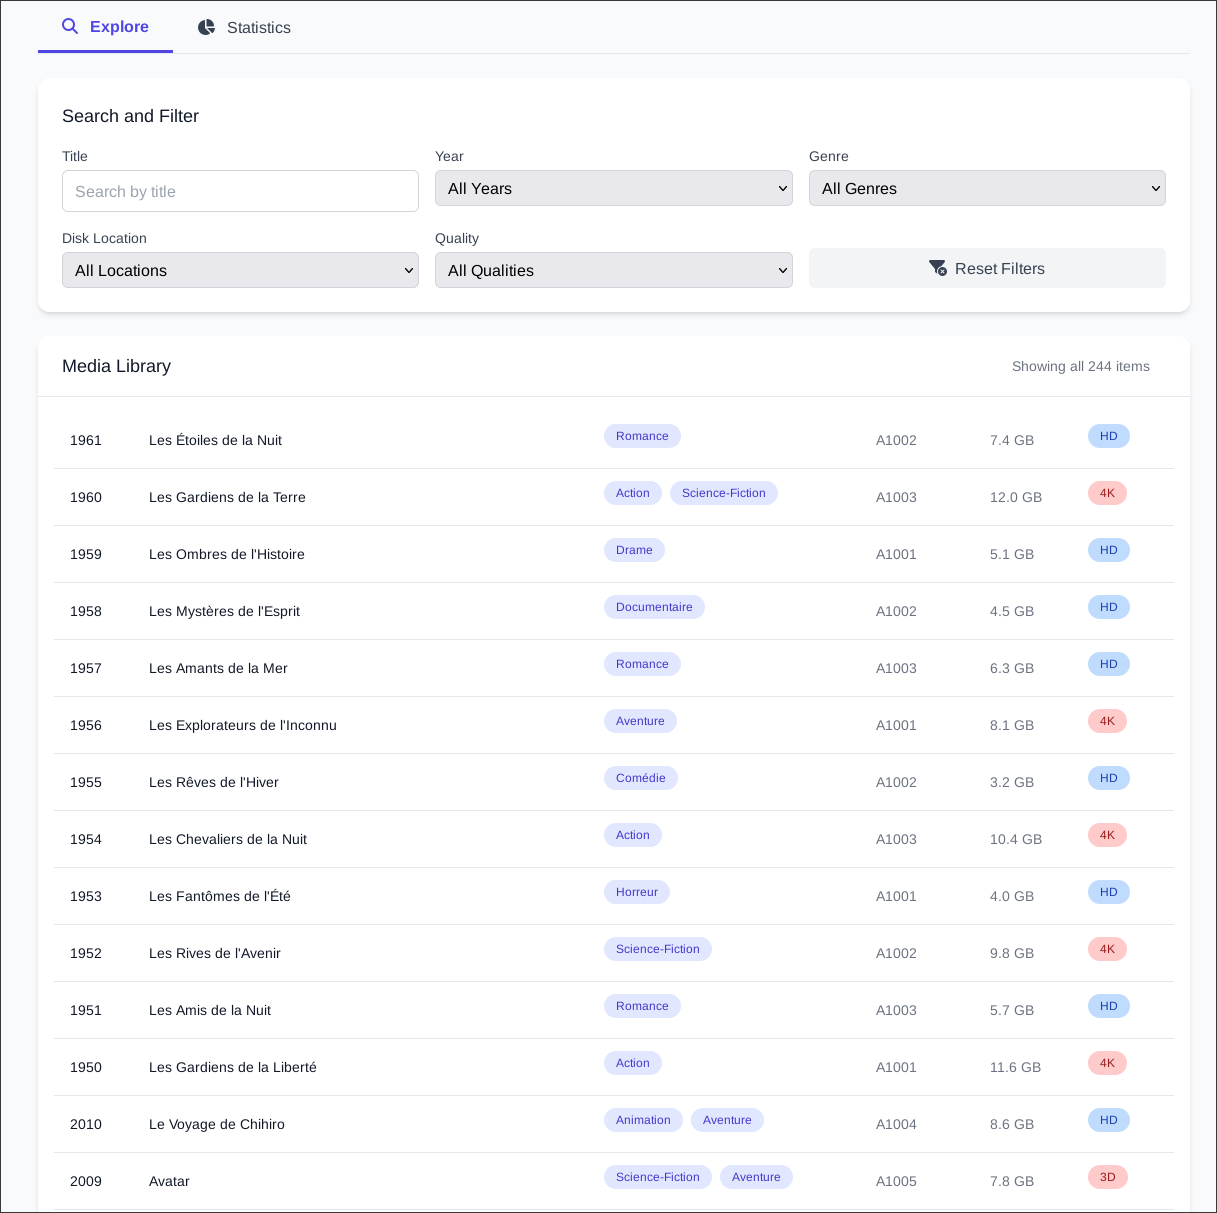 Explore Statistics
Search and Filter
Title Year Genre
Search by title All Years All Genres
Disk Location Quality
All Locations All Qualities Reset Filters
Media Library Showing all 244 items
1961 Les Étoiles de la Nuit Romance A1002 7.4 GB HD
1960 Les Gardiens de la Terre Action Science-Fiction A1003 12.0 GB 4K
1959 Les Ombres de l'Histoire Drame A1001 5.1 GB HD
1958 Les Mystères de l'Esprit Documentaire A1002 4.5 GB HD
1957 Les Amants de la Mer Romance A1003 6.3 GB HD
1956 Les Explorateurs de l'Inconnu Aventure A1001 8.1 GB 4K
1955 Les Rêves de l'Hiver Comédie A1002 3.2 GB HD
1954 Les Chevaliers de la Nuit Action A1003 10.4 GB 4K
1953 Les Fantômes de l'Été Horreur A1001 4.0 GB HD
1952 Les Rives de l'Avenir Science-Fiction A1002 9.8 GB 4K
1951 Les Amis de la Nuit Romance A1003 5.7 GB HD
1950 Les Gardiens de la Liberté Action A1001 11.6 GB 4K
2010 Le Voyage de Chihiro Animation Aventure A1004 8.6 GB HD
2009 Avatar Science-Fiction Aventure A1005 7.8 GB 3D